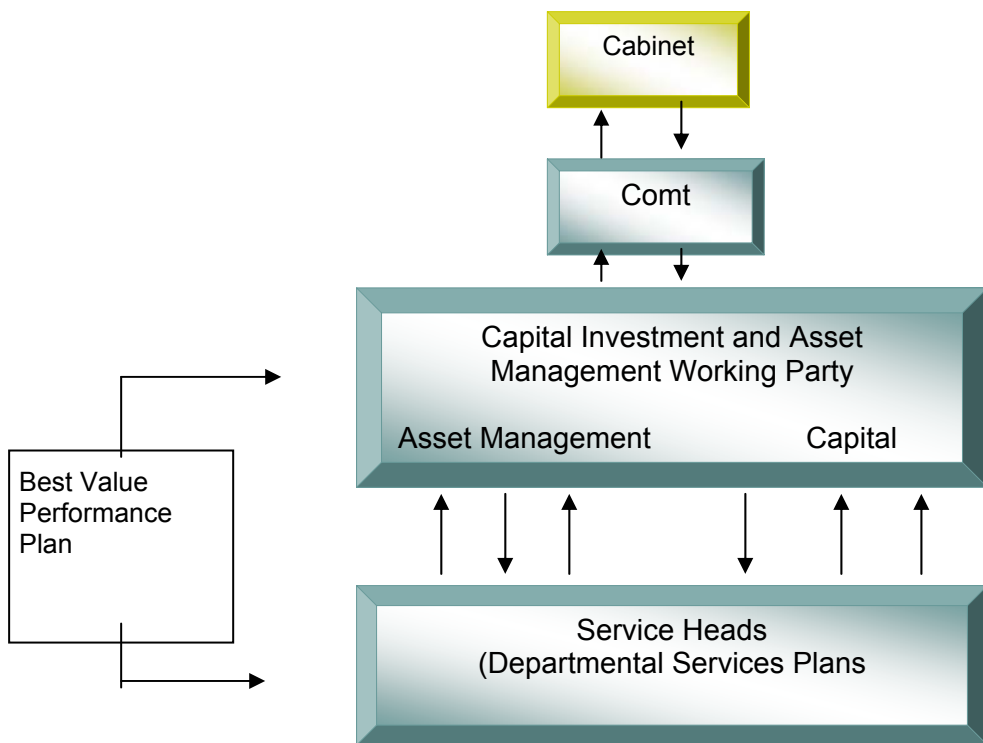 Cabinet
Comt
Capital Investment and Asset
Management Working Party
Asset Management Capital
Best Value
Performance
Plan
Service Heads
(Departmental Services Plans